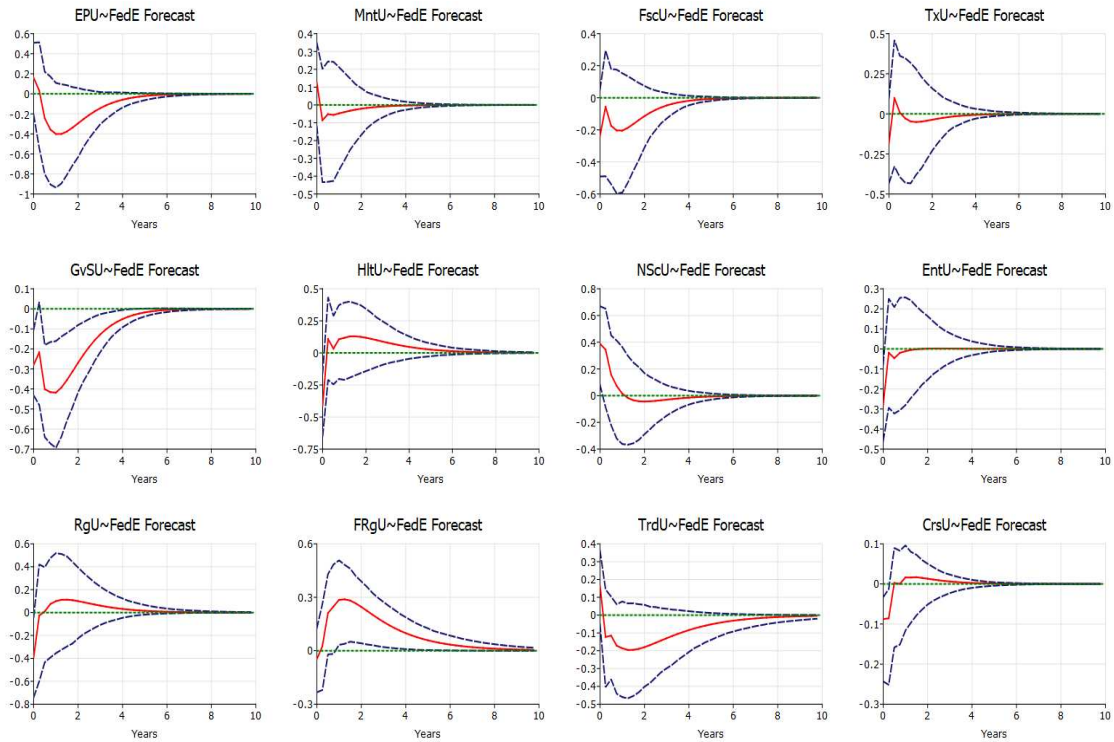 EPU~FedE Forecast
0.6
0.4
0.2
0
-0.2
-0.4
-0.6
-0.8
-1
0 2 4 6 8 10
Years
MntU~FedE Forecast
0.4
0.3
0.2
0.1
0
-0.1
-0.2
-0.3
-0.4
-0.5
0 2 4 6 8 10
Years
FscU~FedE Forecast
0.4
0.2
0
-0.2
-0.4
-0.6
0 2 4 6 8 10
Years
TxU~FedE Forecast
0.5
0.25
0
-0.25
-0.5
0 2 4 6 8 10
Years
GvSU~FedE Forecast
0.1
0
-0.1
-0.2
-0.3
-0.4
-0.5
-0.6
-0.7
0 2 4 6 8 10
Years
HltU~FedE Forecast
0.5
0.25
0
-0.25
-0.5
-0.75
0 2 4 6 8 10
Years
NScU~FedE Forecast
0.8
0.6
0.4
0.2
0
-0.2
-0.4
0 2 4 6 8 10
Years
EntU~FedE Forecast
0.3
0.2
0.1
0
-0.1
-0.2
-0.3
-0.4
-0.5
0 2 4 6 8 10
Years
RgU~FedE Forecast
0.6
0.4
0.2
0
-0.2
-0.4
-0.6
-0.8
0 2 4 6 8 10
Years
FRgU~FedE Forecast
0.6
0.3
0
-0.3
0 2 4 6 8 10
Years
TrdU~FedE Forecast
0.4
0.3
0.2
0.1
0
-0.1
-0.2
-0.3
-0.4
-0.5
0 2 4 6 8 10
Years
CrsU~FedE Forecast
0.1
0
-0.1
-0.2
-0.3
0 2 4 6 8 10
Years